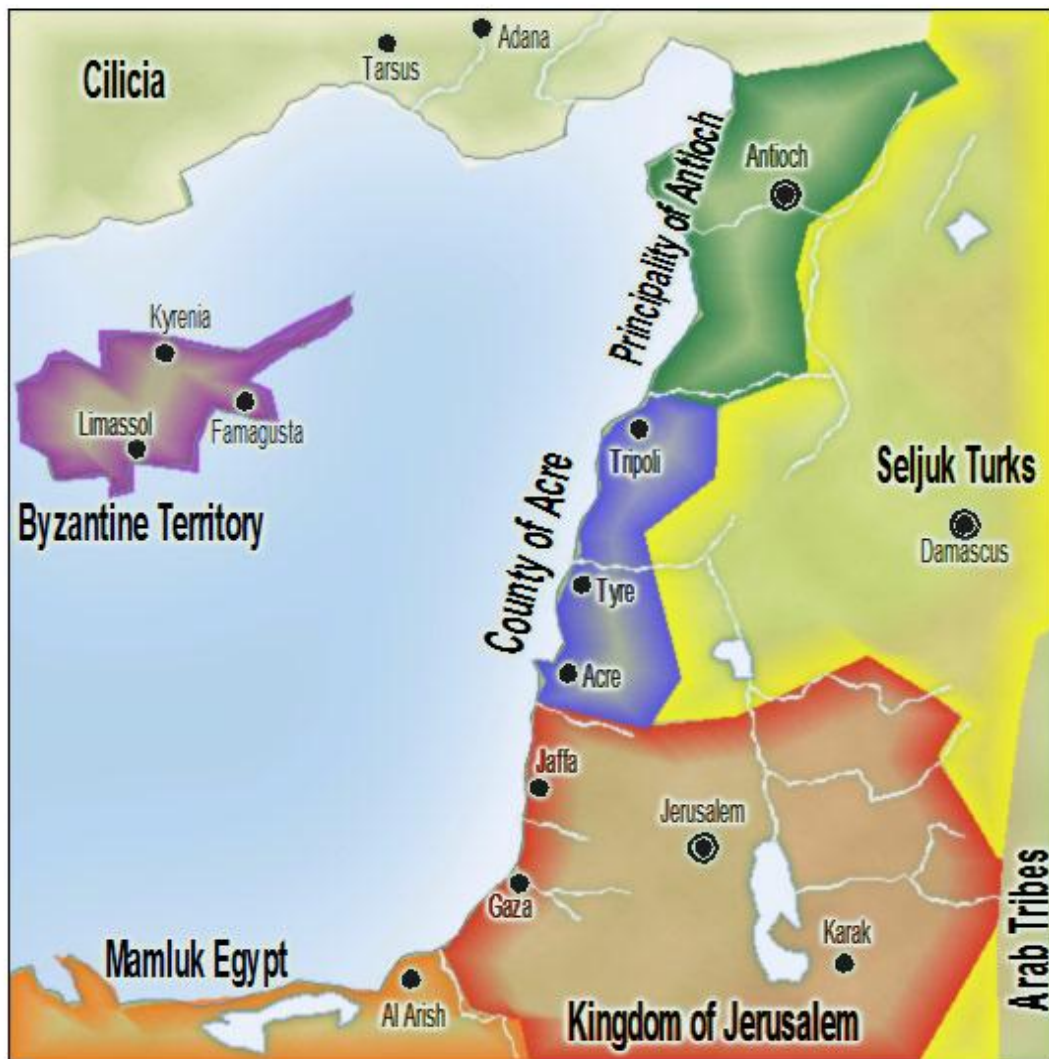 Adana
Tarsus
Cilicia
Antioch
Principality of Antioch
Kyrenia
Limassol
Famagusta
Byzantine Territory
Tripoli
County of Acre
Seljuk Turks
Damascus
Tyre
Acre
Jaffa
Jerusalem
Gaza
Karak
Arab Tribes
Mamluk Egypt
Al Arish
Kingdom of Jerusalem